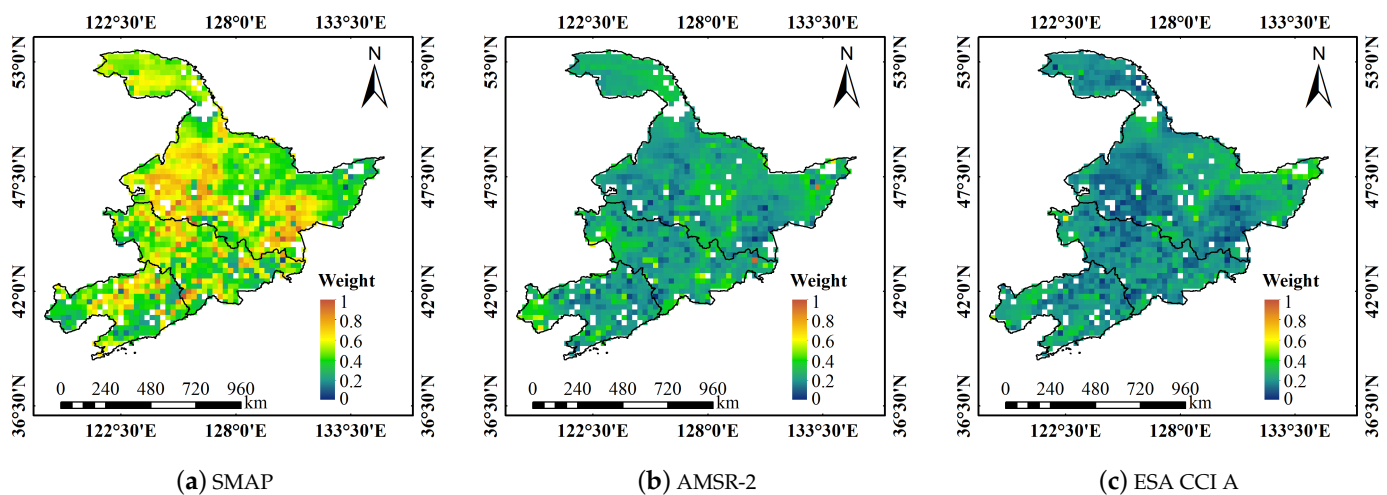 122°30'E 128°0'E 133°30'E
122°30'E 128°0'E 133°30'E
122°30'E 128°0'E 133°30'E
53°0'N 47°30'N 42°0'N 36°30'N
N
Weight
1
0.8
0.6
0.4
0.2
0
0 240 480 720 960
km
53°0'N 47°30'N 42°0'N 36°30'N
122°30'E 128°0'E 133°30'E
(a) SMAP
53°0'N 47°30'N 42°0'N 36°30'N
N
Weight
1
0.8
0.6
0.4
0.2
0
0 240 480 720 960
km
53°0'N 47°30'N 42°0'N 36°30'N
122°30'E 128°0'E 133°30'E
(b) AMSR-2
53°0'N 47°30'N 42°0'N 36°30'N
N
Weight
1
0.8
0.6
0.4
0.2
0
0 240 480 720 960
km
53°0'N 47°30'N 42°0'N 36°30'N
122°30'E 128°0'E 133°30'E
(c) ESA CCI A